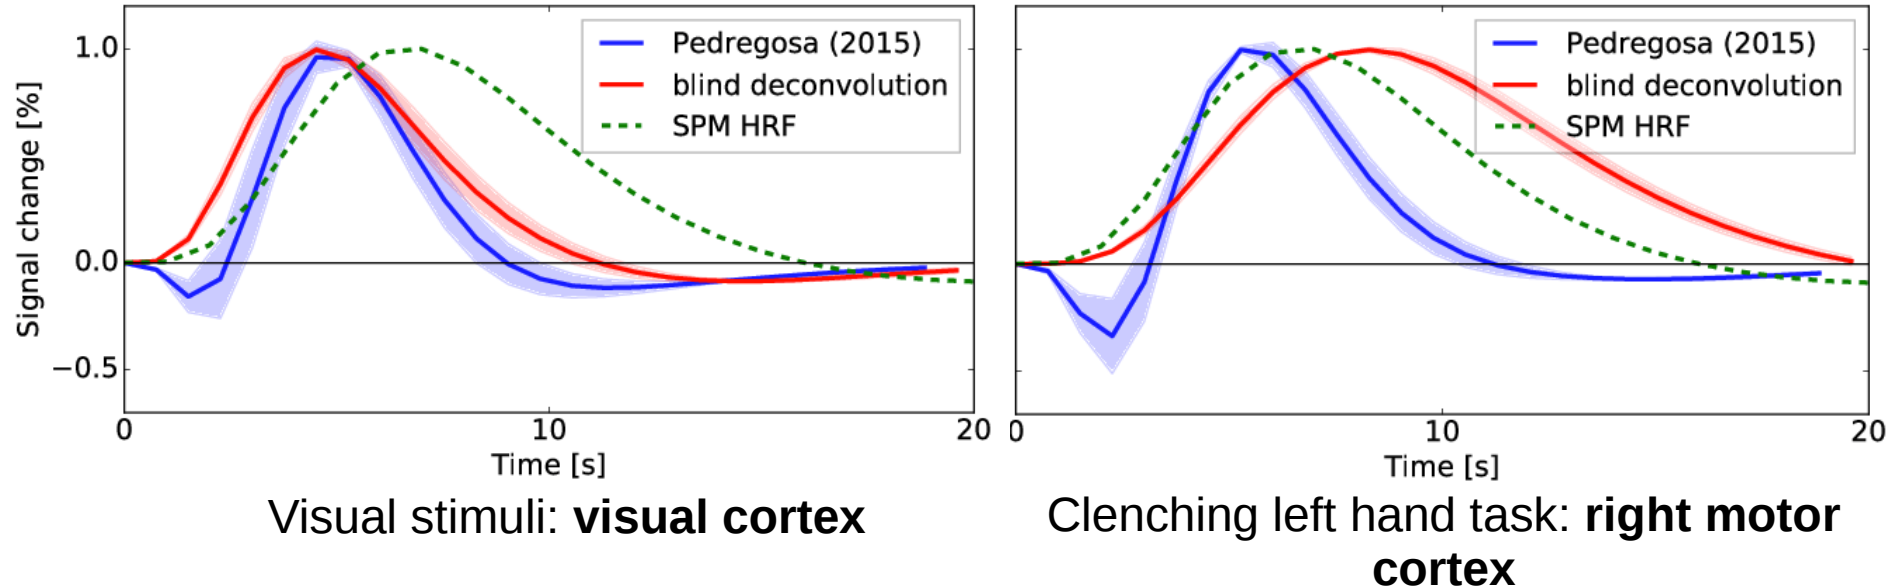 Signal change [%]
1.0
0.0
−0.5
Pedregosa (2015)
blind deconvolution
SPM HRF
0
10
20
Time [s]
Visual stimuli: visual cortex
Pedregosa (2015)
blind deconvolution
SPM HRF
0
10
20
Time [s]
Clenching left hand task: right motor
cortex